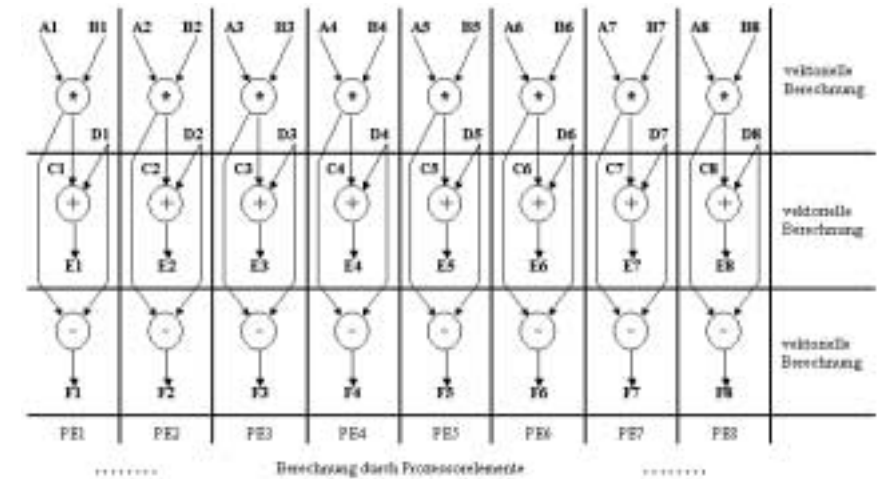 A1 B1 A2 B2 A3 B3 A4 B4 A5 B5 A6 B6 A7 B7 A8 B8
vektorielle
Berechnung
* * * * * * * *
D1 D2 D3 D4 D5 D6 D7 D8
C1 C2 C3 C4 C5 C6 C7 C8
+ + + + + + + +
vektorielle
Berechnung
E1 E2 E3 E4 E5 E6 E7 E8
- - - - - - - -
vektorielle
Berechnung
F1 F2 F3 F4 F5 F6 F7 F8
PE1 PE2 PE3 PE4 PE5 PE6 PE7 PE8
........ Berechnung durch Prozessorelemente ........